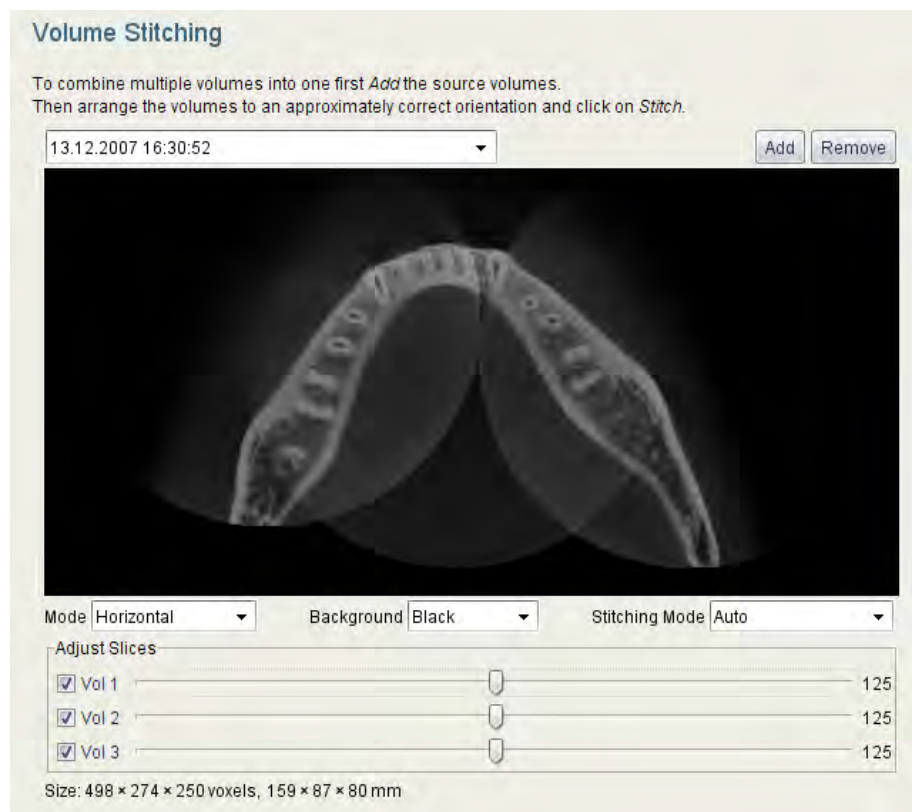 Volume Stitching
To combine multiple volumes into one first Add the source volumes.
Then arrange the volumes to an approximately correct orientation and click on Stitch.
13.12.2007 16:30:52 Add Remove
Mode Horizontal Background Black Stitching Mode Auto
Adjust Slices
Vol 1 125
Vol 2 125
Vol 3 125
Size: 498 × 274 × 250 voxels, 159 × 87 × 80 mm